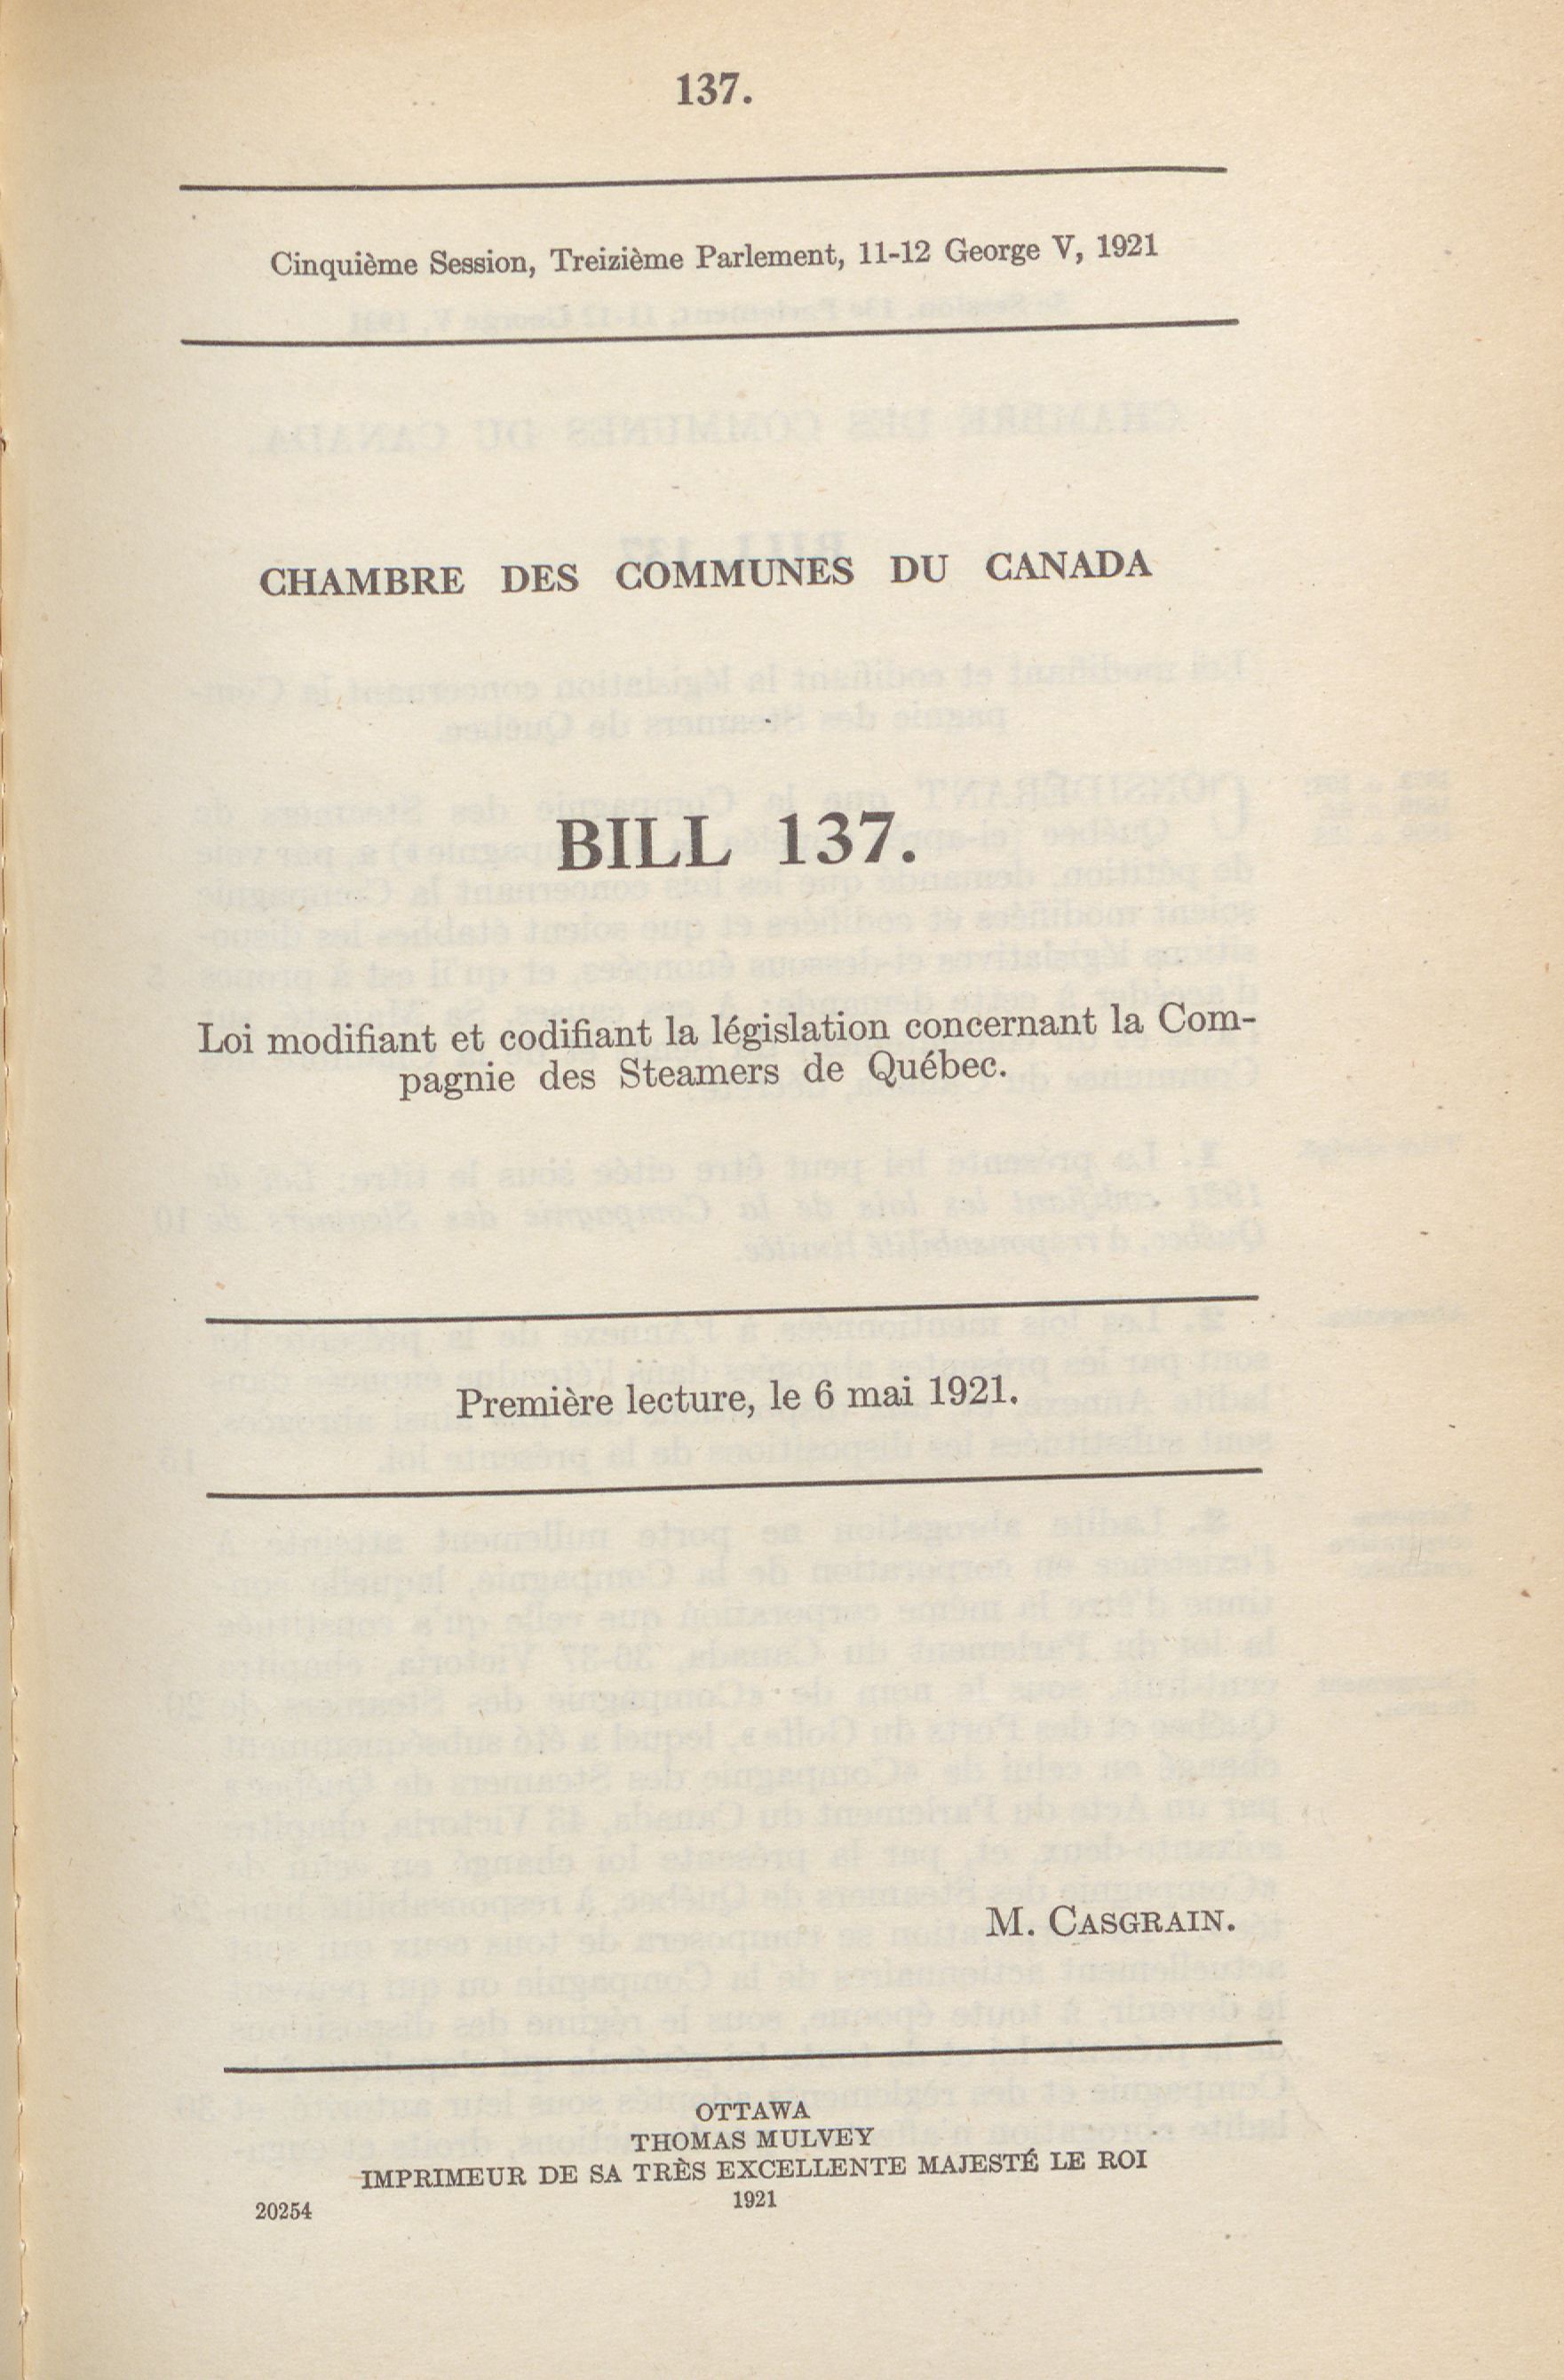 137.
Cinquième Session, Treizième Parlement, 11-12 George V, 1921
CHAMBRE DES COMMUNES DU CANADA
BILL 137.
Loi modifiant et codifiant la législation concernant la Com-
pagnie des Steamers de Québec.
Première lecture, le 6 mai 1921.
M. CASGRAIN.
OTTAWA
THOMAS MULVEY
IMPRIMEUR DE SA TRÈS EXCELLENTE MAJESTÉ LE ROI
1921
20254